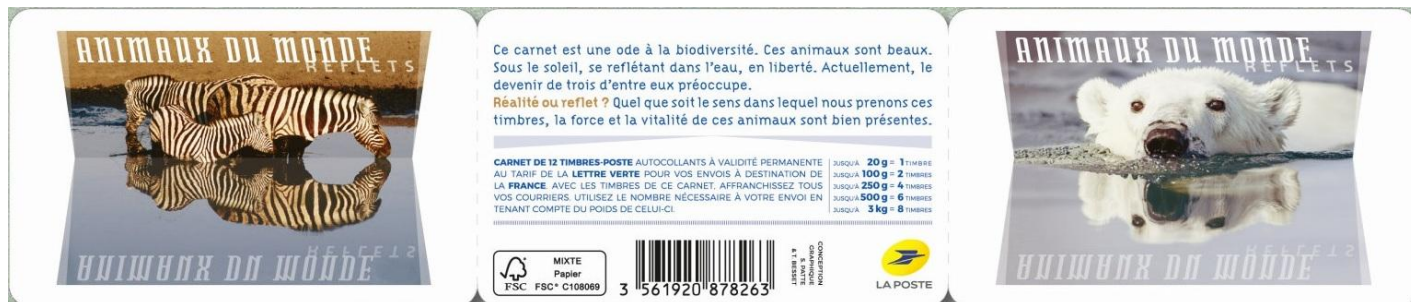 ANIMAUX DU MONDE
REFLETS
REFLETS
ANIMAUX DU MONDE
Ce carnet est une ode à la biodiversité. Ces animaux sont beaux.
Sous le soleil, se reflétant dans l'eau, en liberté. Actuellement, le
devenir de trois d'entre eux préoccupe.
Réalité ou reflet ? Quel que soit le sens dans lequel nous prenons ces
timbres, la force et la vitalité de ces animaux sont bien présentes.
CARNET DE 12 TIMBRES-POSTE AUTOCOLLANTS À VALIDITÉ PERMANENTE
AU TARIF DE LA LETTRE VERTE POUR VOS ENVOIS À DESTINATION DE
LA FRANCE. AVEC LES TIMBRES DE CE CARNET, AFFRANCHISSEZ TOUS
VOS COURRIERS. UTILISEZ LE NOMBRE NÉCESSAIRE À VOTRE ENVOI EN
TENANT COMPTE DU POIDS DE CELUI-CI.
JUSQU'À 20 g = 1 TIMBRE
JUSQU'À 100 g = 2 TIMBRES
JUSQU'À 250 g = 4 TIMBRES
JUSQU'À 500 g = 6 TIMBRES
JUSQU'À 3 kg = 8 TIMBRES
FSC
MIXTE
Papier
FSC® C108069
3 561920 878263
CONCEPTION
GRAPHIQUE
S. PATTE
& T. BESSET
LA POSTE
ANIMAUX DU MONDE
REFLETS
REFLETS
ANIMAUX DU MONDE